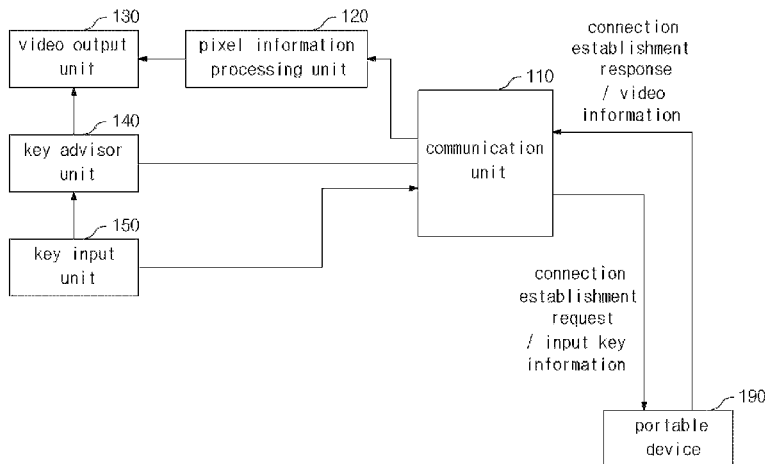 130
video output
unit
120
pixel information
processing unit
connection
establishment
response
/ video
information
110
communication
unit
140
key advisor
unit
150
key input
unit
connection
establishment
request
/ input key
information
190
portable
device